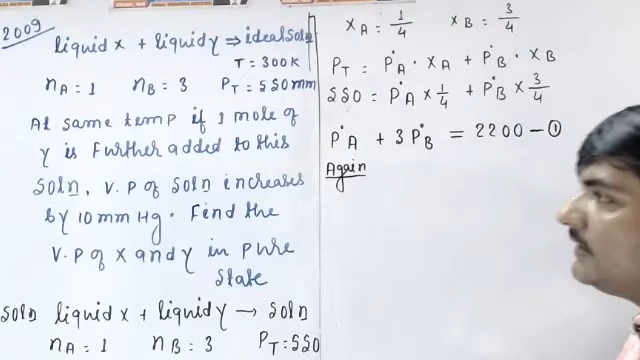 2009
liquid x + liquid y ⇒ ideal soln
T = 300K
nA = 1 nB = 3 PT = 550mm
At same temp if 1 mole of
y is Further added to this
soln, V.P of soln increases
by 10 mm Hg. Find the
V.P of x and y in pure
state
soln liquid x + liquid y → soln
nA = 1 nB = 3 PT = 550
XA = 1/4 XB = 3/4
PT = P°A · XA + P°B · XB
550 = P°A × 1/4 + P°B × 3/4
P°A + 3P°B = 2200 - ①
Again